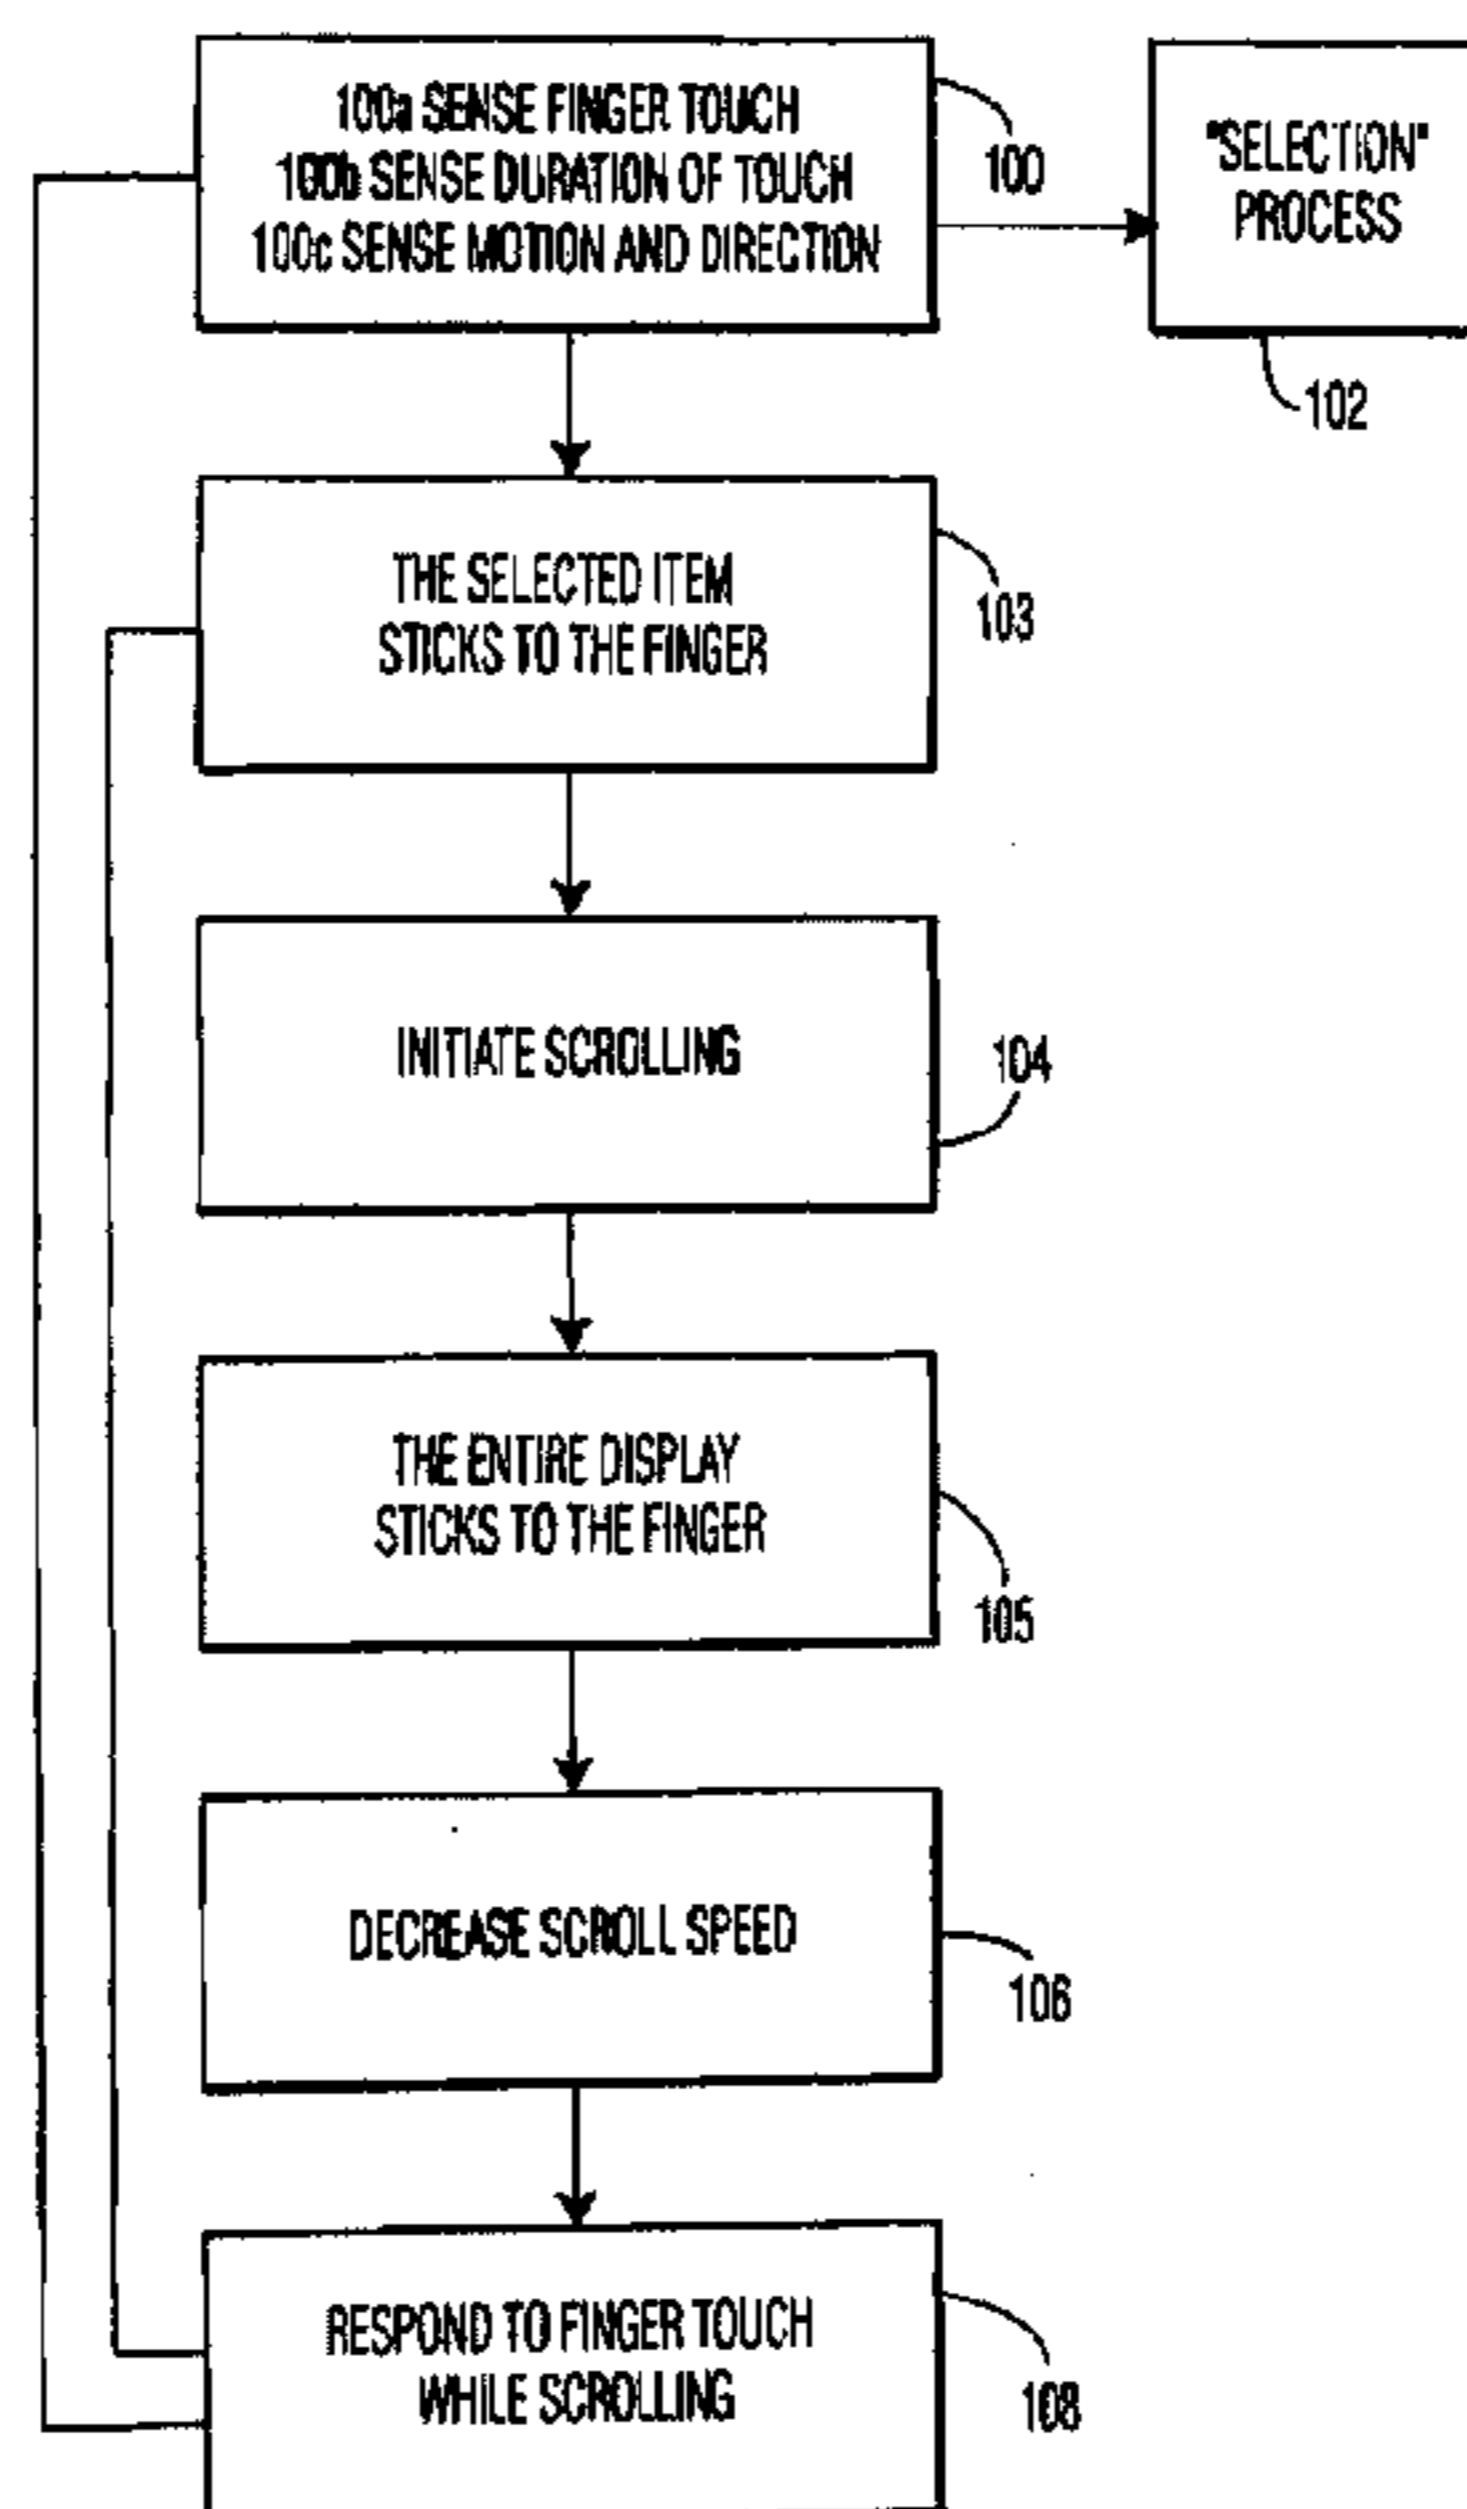 100a SENSE FINGER TOUCH
100b SENSE DURATION OF TOUCH
100c SENSE MOTION AND DIRECTION
100
"SELECTION"
PROCESS
102
THE SELECTED ITEM
STICKS TO THE FINGER
103
INITIATE SCROLLING
104
THE ENTIRE DISPLAY
STICKS TO THE FINGER
105
DECREASE SCROLL SPEED
106
RESPOND TO FINGER TOUCH
WHILE SCROLLING
108